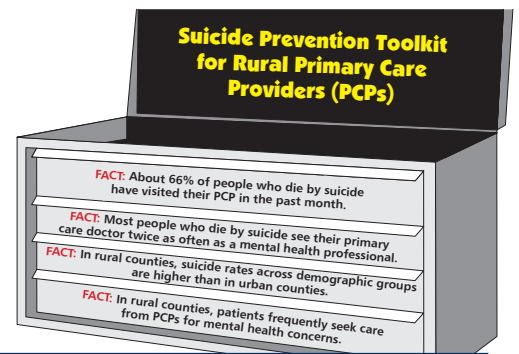 Suicide Prevention Toolkit
for Rural Primary Care
Providers (PCPs)
FACT: About 66% of people who die by suicide
have visited their PCP in the past month.
FACT: Most people who die by suicide see their primary
care doctor twice as often as a mental health professional.
FACT: In rural counties, suicide rates across demographic groups
are higher than in urban counties.
FACT: In rural counties, patients frequently seek care
from PCPs for mental health concerns.